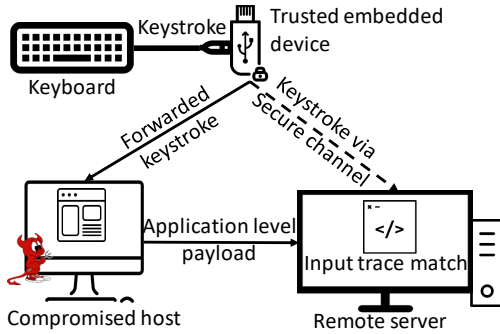 Keystroke
Trusted embedded
device
Keyboard
Forwarded
keystroke
Keystroke via
Secure channel
Application level
payload
</>
Input trace match
Compromised host
Remote server